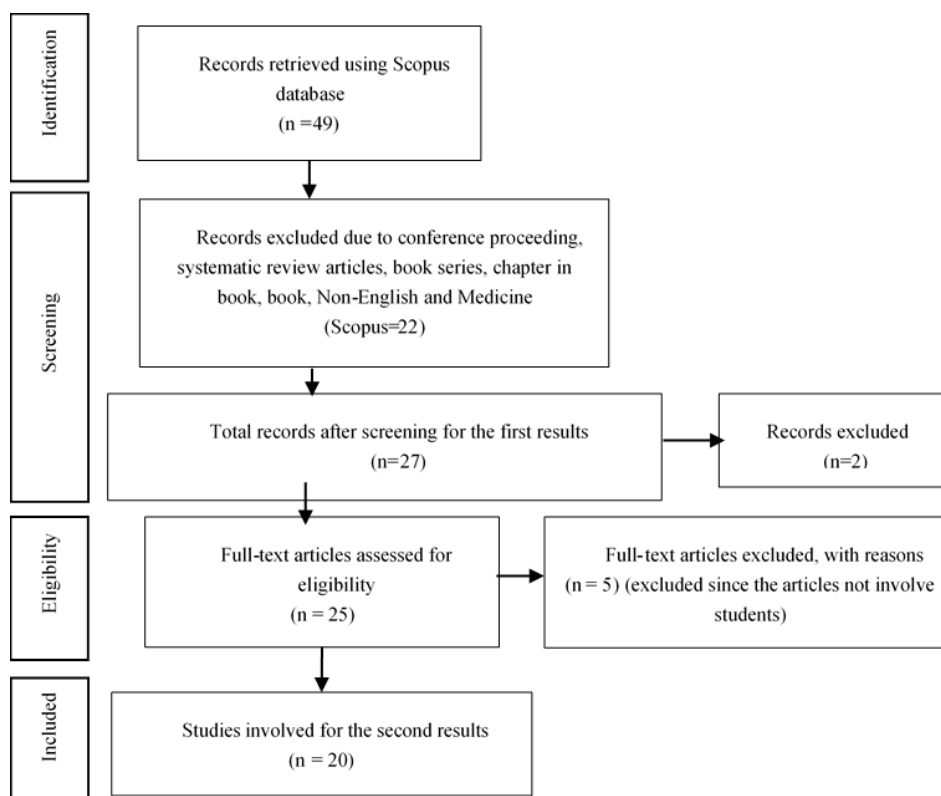 Identification
Records retrieved using Scopus
database
(n =49)
Screening
Records excluded due to conference proceeding,
systematic review articles, book series, chapter in
book, book, Non-English and Medicine
(Scopus=22)
Total records after screening for the first results
(n=27)
Records excluded
(n=2)
Eligibility
Full-text articles assessed for
eligibility
(n = 25)
Full-text articles excluded, with reasons
(n = 5) (excluded since the articles not involve
students)
Included
Studies involved for the second results
(n = 20)